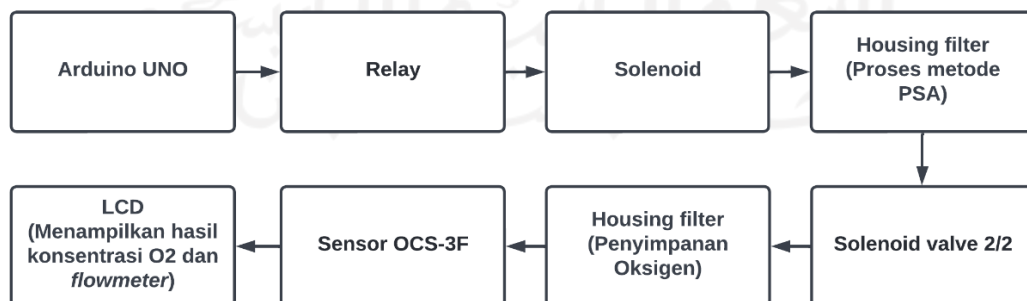 Arduino UNO
Relay
Solenoid
Housing filter
(Proses metode
PSA)
LCD
(Menampilkan hasil
konsentrasi O2 dan
flowmeter)
Sensor OCS-3F
Housing filter
(Penyimpanan
Oksigen)
Solenoid valve 2/2